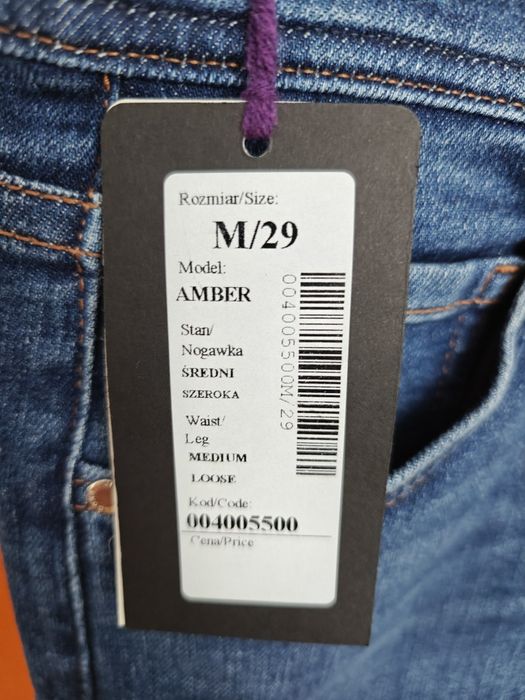 Rozmiar/Size:
M/29
Model:
AMBER
Stan/
Nogawka
ŚREDNI
SZEROKA
Waist/
Leg
MEDIUM
LOOSE
Kod/Code:
004005500
Cena/Price
004005500M/29